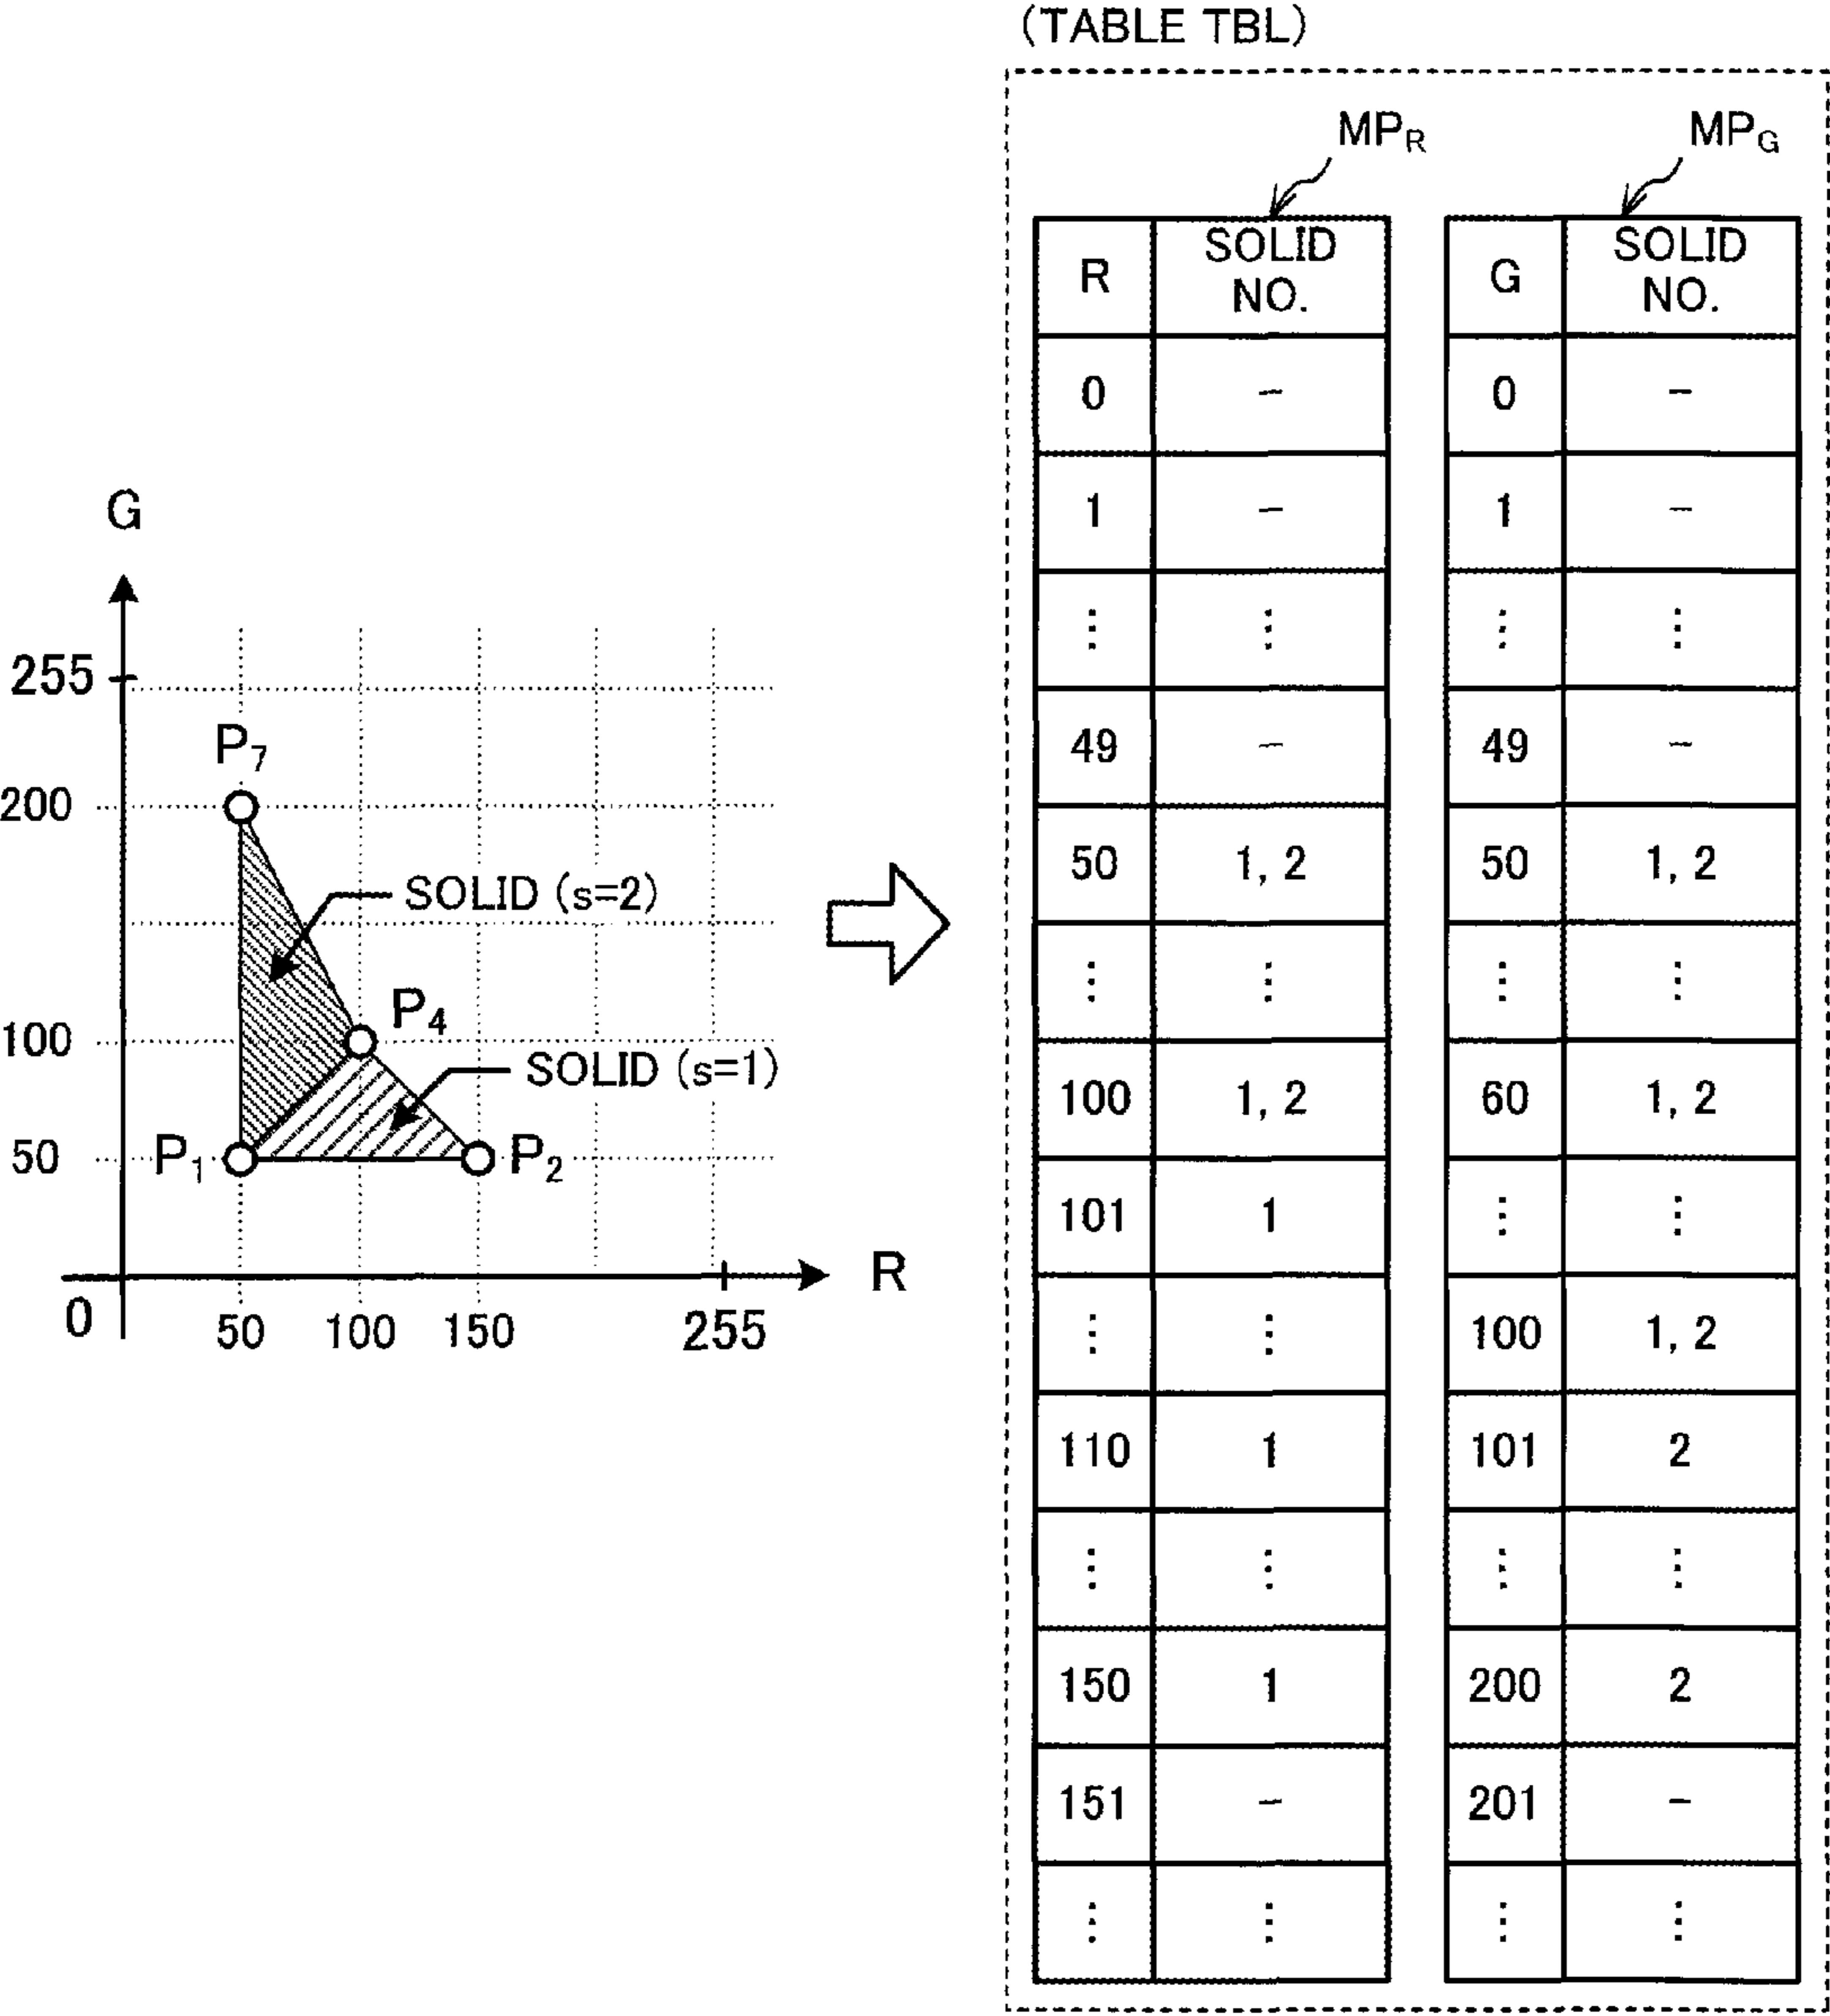 (TABLE TBL)
MPR
MPG
R SOLID NO. G SOLID NO.
0 – 0 –
1 – 1 –
⋮ ⋮ ⋮ ⋮
49 – 49 –
50 1, 2 50 1, 2
⋮ ⋮ ⋮ ⋮
100 1, 2 60 1, 2
101 1 ⋮ ⋮
⋮ ⋮ 100 1, 2
110 1 101 2
⋮ ⋮ ⋮ ⋮
150 1 200 2
151 – 201 –
⋮ ⋮ ⋮ ⋮
G
255
P7
200
SOLID (s=2)
P4
100
SOLID (s=1)
50
P1
P2
R
0
50 100 150 255